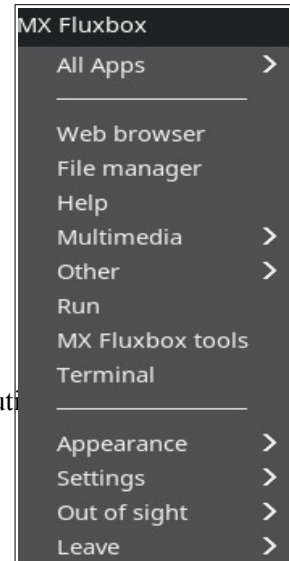 MX Fluxbox
All Apps >
Web browser
File manager
Help
Multimedia >
Other >
Run
MX Fluxbox tools
Terminal
Appearance >
Settings >
Out of sight >
Leave >